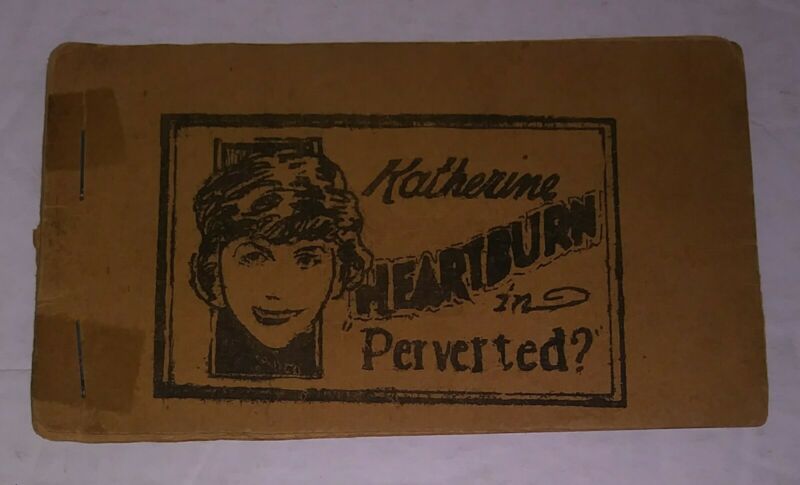 Katherine
HEARTBURN
in
"Perverted?"